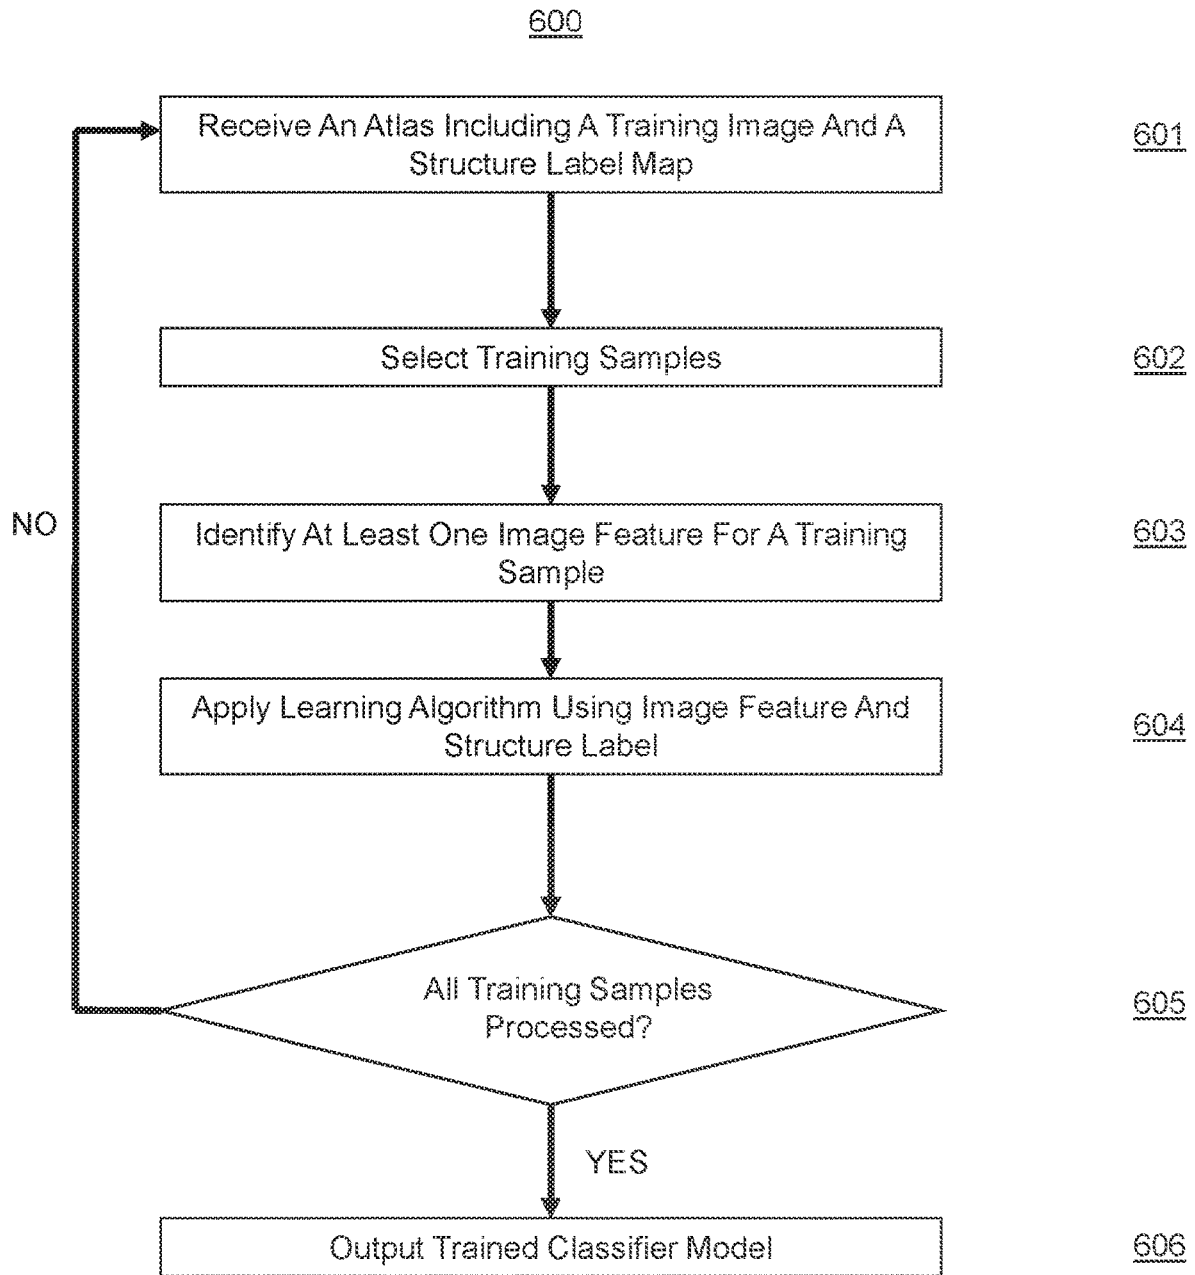 600
Receive An Atlas Including A Training Image And A
Structure Label Map
601
Select Training Samples
602
Identify At Least One Image Feature For A Training
Sample
603
NO
Apply Learning Algorithm Using Image Feature And
Structure Label
604
All Training Samples
Processed?
605
YES
Output Trained Classifier Model
606